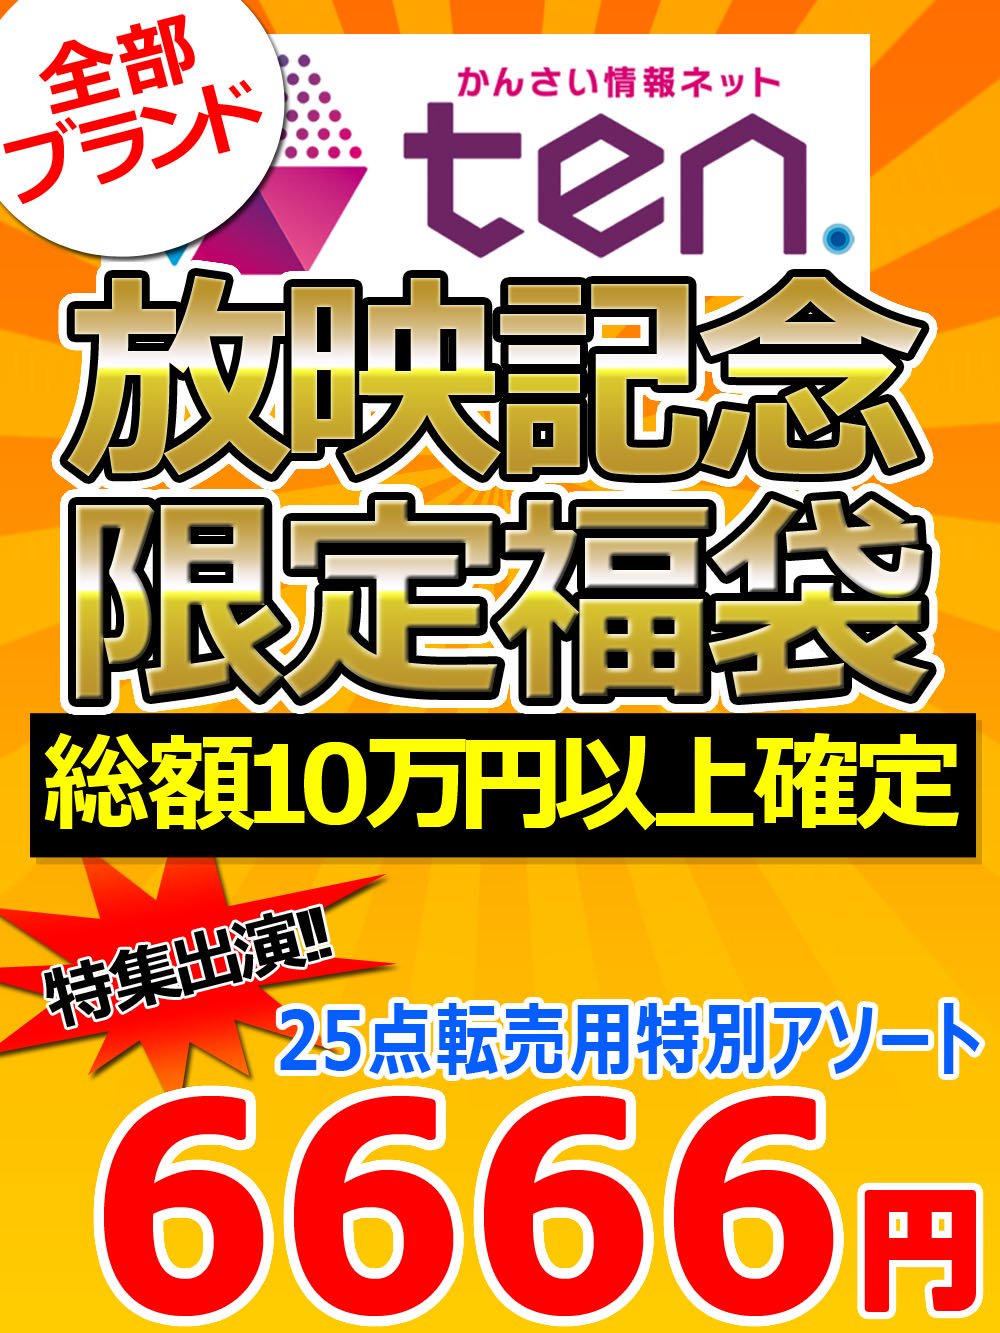 全部
ブランド
かんさい情報ネット
ten.
放映記念
限定福袋
総額10万円以上確定
特集出演!!
25点転売用特別アソート
6666円